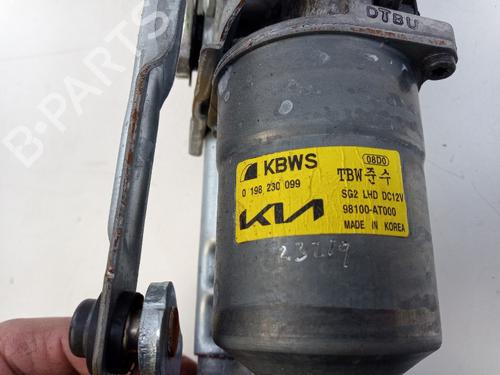 DTBU
B-PARTS
KBWS
08D0
TBW준수
0 198 230 099
SG2 LHD DC12V
KIA
98100-AT000
MADE IN KOREA